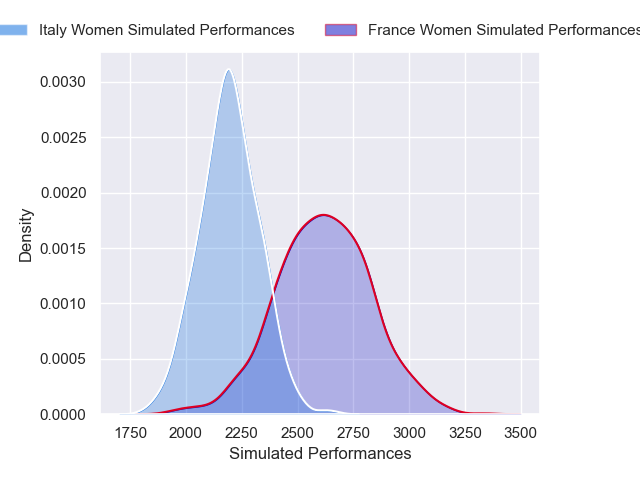 Italy Women Simulated Performances France Women Simulated Performances
0.0030
0.0025
0.0020
0.0015
0.0010
0.0005
0.0000
Density
1750 2000 2250 2500 2750 3000 3250 3500
Simulated Performances